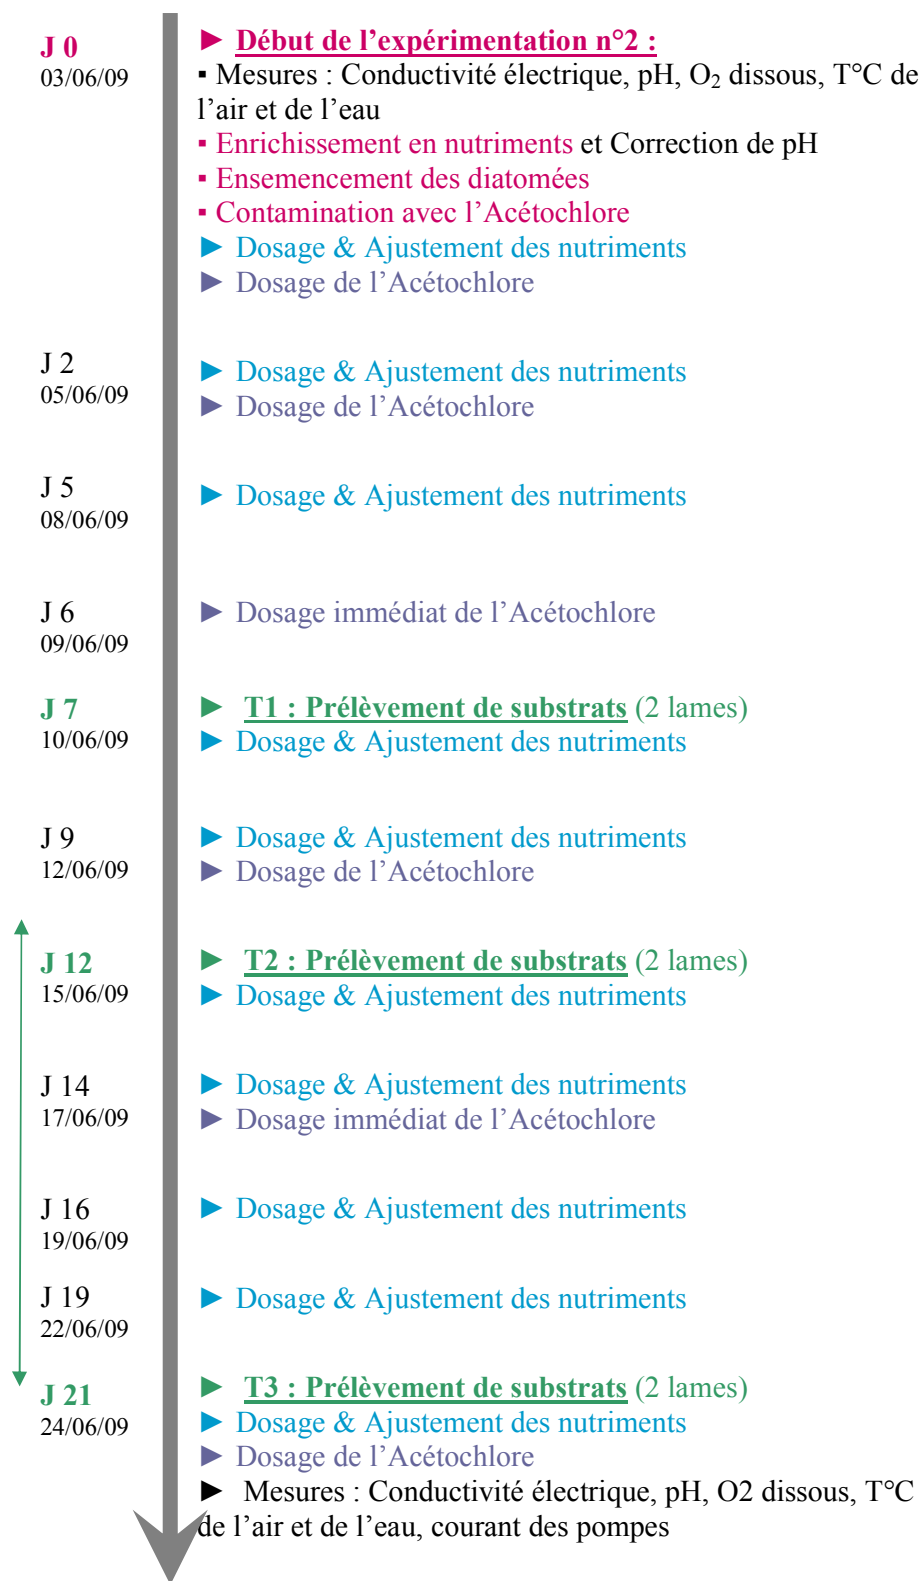 J 0
03/06/09
► Début de l’expérimentation n°2 :
▪ Mesures : Conductivité électrique, pH, O₂ dissous, T°C de
l’air et de l’eau
▪ Enrichissement en nutriments et Correction de pH
▪ Ensemencement des diatomées
▪ Contamination avec l’Acétochlore
► Dosage & Ajustement des nutriments
► Dosage de l’Acétochlore
J 2
05/06/09
► Dosage & Ajustement des nutriments
► Dosage de l’Acétochlore
J 5
08/06/09
► Dosage & Ajustement des nutriments
J 6
09/06/09
► Dosage immédiat de l’Acétochlore
J 7
10/06/09
► T1 : Prélèvement de substrats (2 lames)
► Dosage & Ajustement des nutriments
J 9
12/06/09
► Dosage & Ajustement des nutriments
► Dosage de l’Acétochlore
J 12
15/06/09
► T2 : Prélèvement de substrats (2 lames)
► Dosage & Ajustement des nutriments
J 14
17/06/09
► Dosage & Ajustement des nutriments
► Dosage immédiat de l’Acétochlore
J 16
19/06/09
► Dosage & Ajustement des nutriments
J 19
22/06/09
► Dosage & Ajustement des nutriments
J 21
24/06/09
► T3 : Prélèvement de substrats (2 lames)
► Dosage & Ajustement des nutriments
► Dosage de l’Acétochlore
► Mesures : Conductivité électrique, pH, O2 dissous, T°C
de l’air et de l’eau, courant des pompes